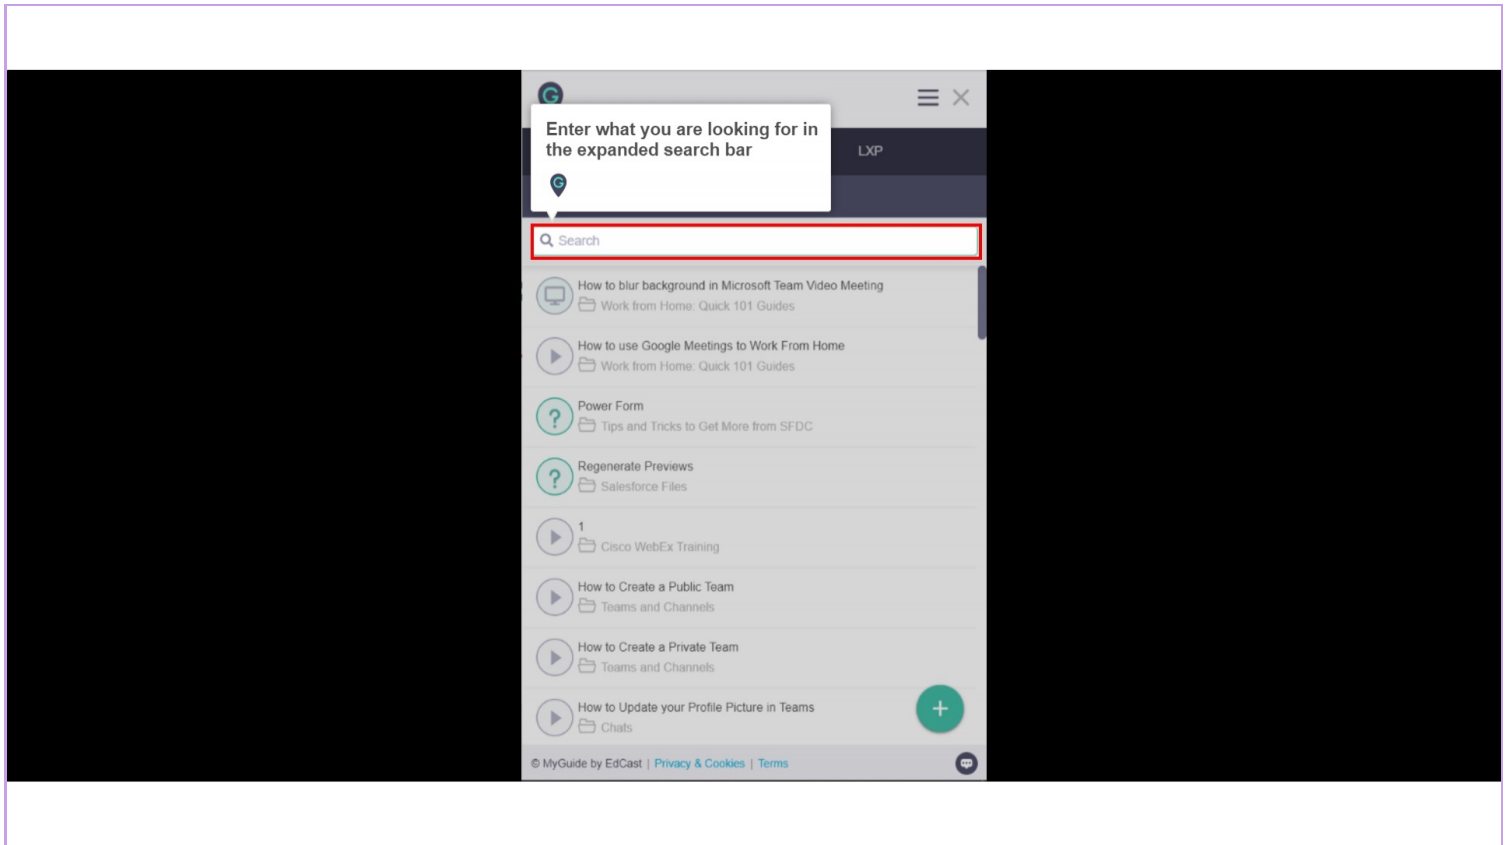 G
Enter what you are looking for in
the expanded search bar
G
LXP
Search
How to blur background in Microsoft Team Video Meeting
Work from Home: Quick 101 Guides
How to use Google Meetings to Work From Home
Work from Home: Quick 101 Guides
? Power Form
Tips and Tricks to Get More from SFDC
? Regenerate Previews
Salesforce Files
1
Cisco WebEx Training
How to Create a Public Team
Teams and Channels
How to Create a Private Team
Teams and Channels
How to Update your Profile Picture in Teams
Chats
+
© MyGuide by EdCast | Privacy & Cookies | Terms